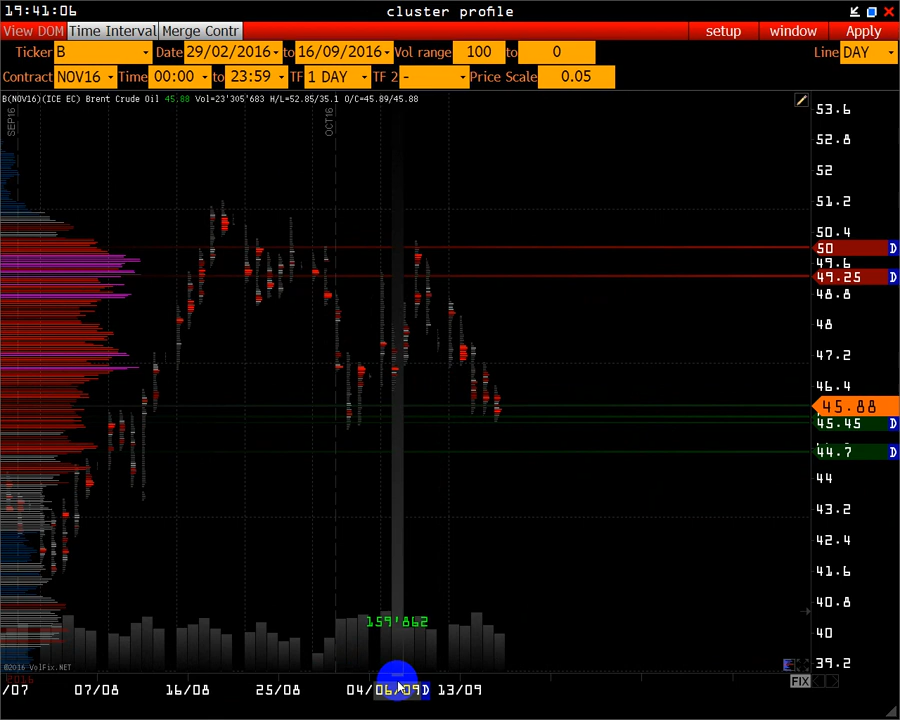 19:41:06 cluster profile
View DOM Time Interval Merge Contr setup window Apply
Ticker B Date 29/02/2016 to 16/09/2016 Vol range 100 to 0 Line DAY
Contract NOV16 Time 00:00 to 23:59 TF 1 DAY TF 2 - Price Scale 0.05
B(NOV16)(ICE EC) Brent Crude Oil 45.88 Vol=23'305'683 H/L=52.85/35.1 O/C=45.89/45.88
SEP16
OCT16
53.6
52.8
52
51.2
50.4
50 D
49.6
49.25 D
48.8
48
47.2
46.4
45.88
45.45 D
44.7 D
44
43.2
42.4
41.6
40.8
40
39.2
159'862
©2016 VolFix.NET
2016
FIX
/07 07/08 16/08 25/08 04/06/09D 13/09